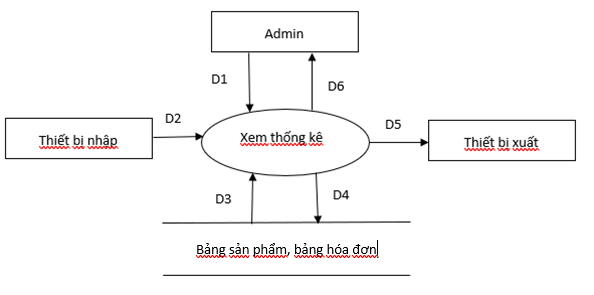 Admin
D1
D6
D2
D5
Thiết bị nhập
Xem thống kê
Thiết bị xuất
D3
D4
Bảng sản phẩm, bảng hóa đơn